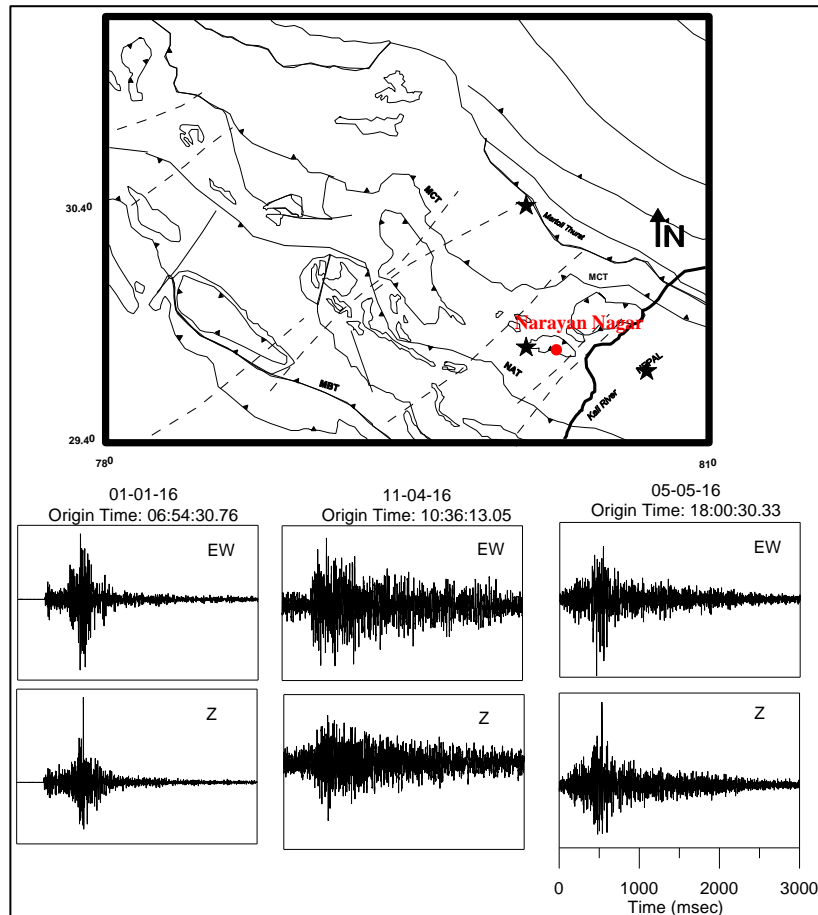 MCT
30.4⁰
Martoli Thurst
N
MCT
Narayan Nagar
NAT
NEPAL
MBT
Kali River
29.4⁰
78⁰
81⁰
01-01-16
Origin Time: 06:54:30.76
11-04-16
Origin Time: 10:36:13.05
05-05-16
Origin Time: 18:00:30.33
EW
EW
EW
Z
Z
Z
0 1000 2000 3000
Time (msec)